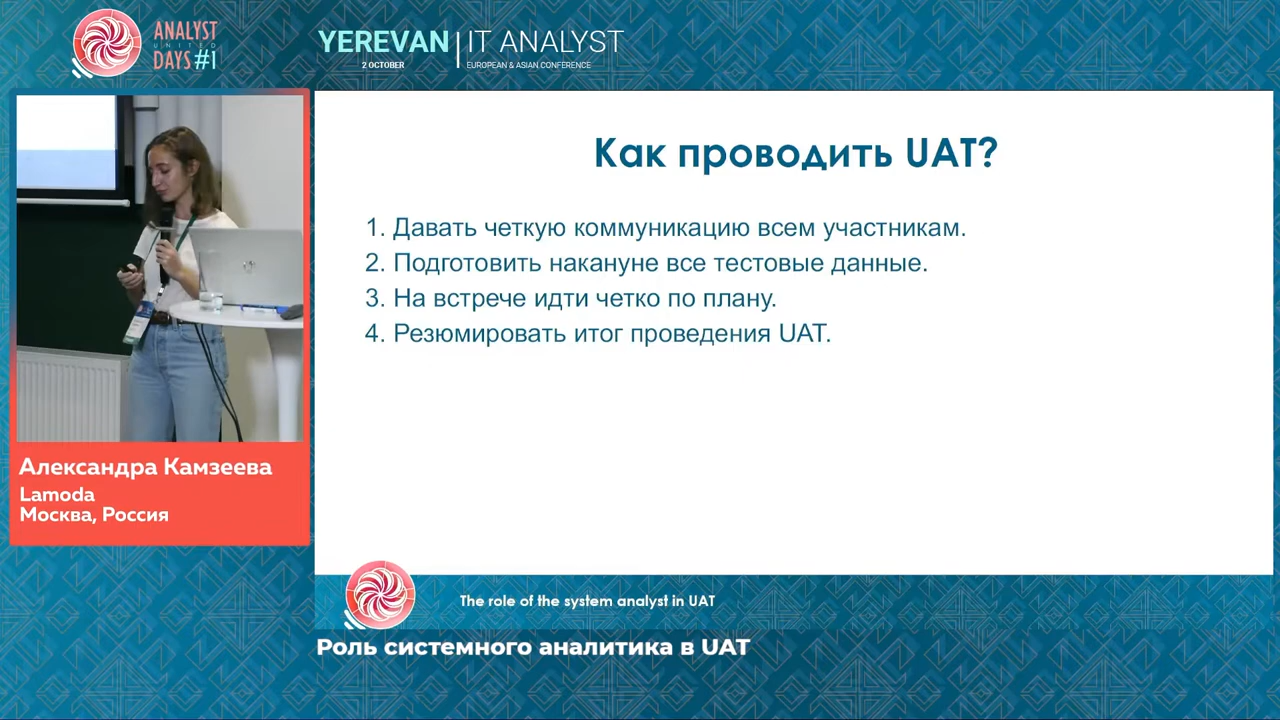 ANALYST
UNITED
DAYS #1
YEREVAN | IT ANALYST
2 OCTOBER
EUROPEAN & ASIAN CONFERENCE
Как проводить UAT?
1. Давать четкую коммуникацию всем участникам.
2. Подготовить накануне все тестовые данные.
3. На встрече идти четко по плану.
4. Резюмировать итог проведения UAT.
Александра Камзеева
Lamoda
Москва, Россия
The role of the system analyst in UAT
Роль системного аналитика в UAT